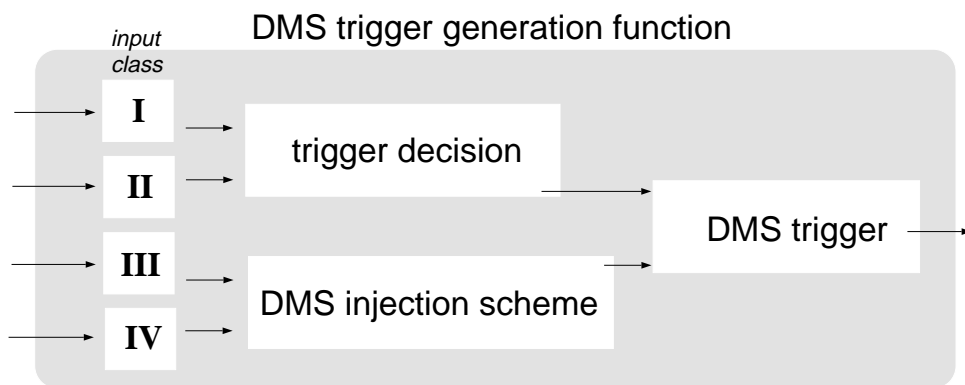 DMS trigger generation function
input
class
I
trigger decision
II
DMS trigger
III
DMS injection scheme
IV